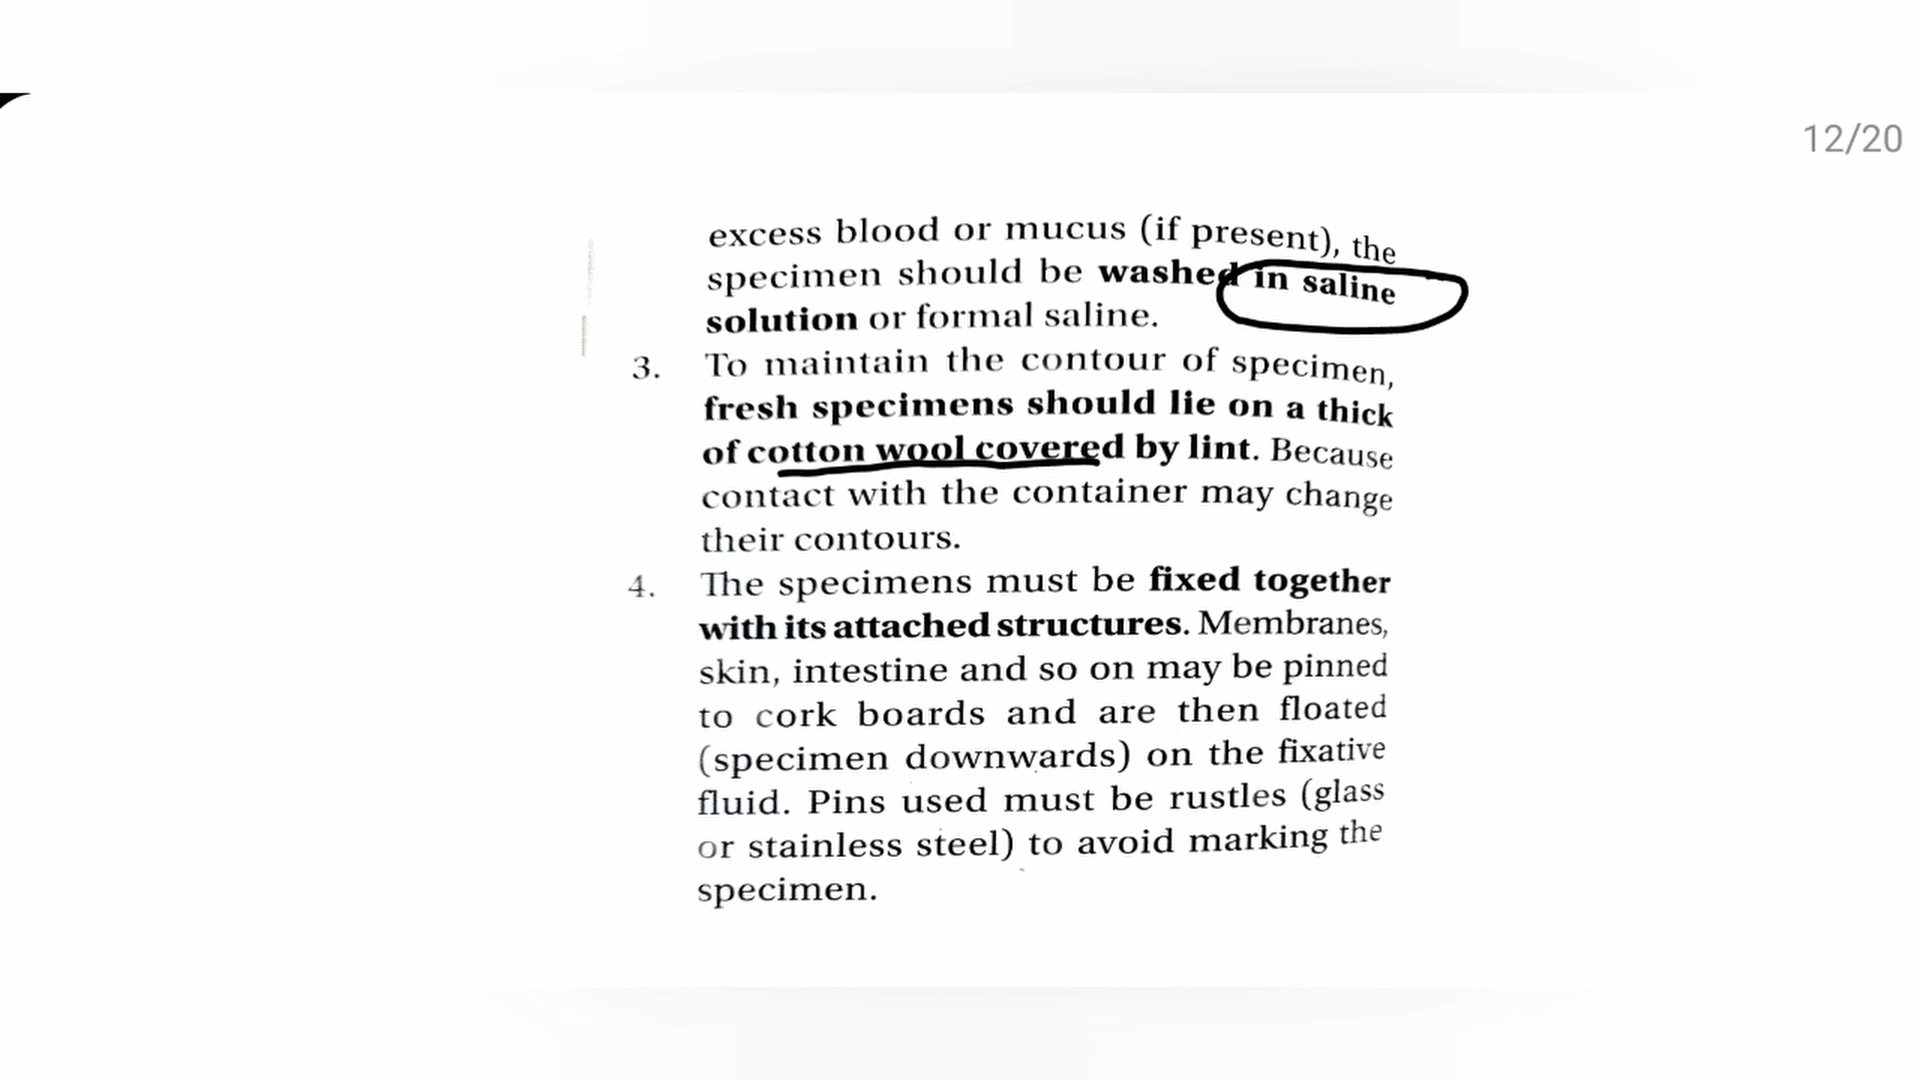 12/20
excess blood or mucus (if present), the
specimen should be washed in saline
solution or formal saline.
3. To maintain the contour of specimen,
fresh specimens should lie on a thick
of cotton wool covered by lint. Because
contact with the container may change
their contours.
4. The specimens must be fixed together
with its attached structures. Membranes,
skin, intestine and so on may be pinned
to cork boards and are then floated
(specimen downwards) on the fixative
fluid. Pins used must be rustles (glass
or stainless steel) to avoid marking the
specimen.